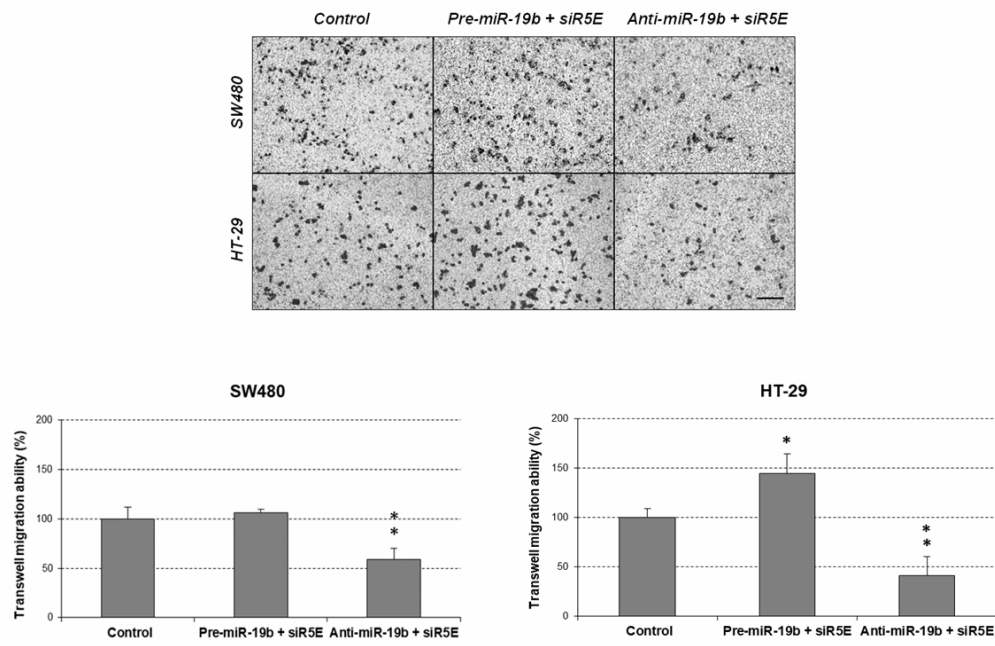 Control Pre-miR-19b + siR5E Anti-miR-19b + siR5E
SW480
HT-29
SW480
Transwell migration ability (%)
200
150
100
50
0
*
*
Control Pre-miR-19b + siR5E Anti-miR-19b + siR5E
HT-29
Transwell migration ability (%)
200
150
100
50
0
*
*
*
Control Pre-miR-19b + siR5E Anti-miR-19b + siR5E